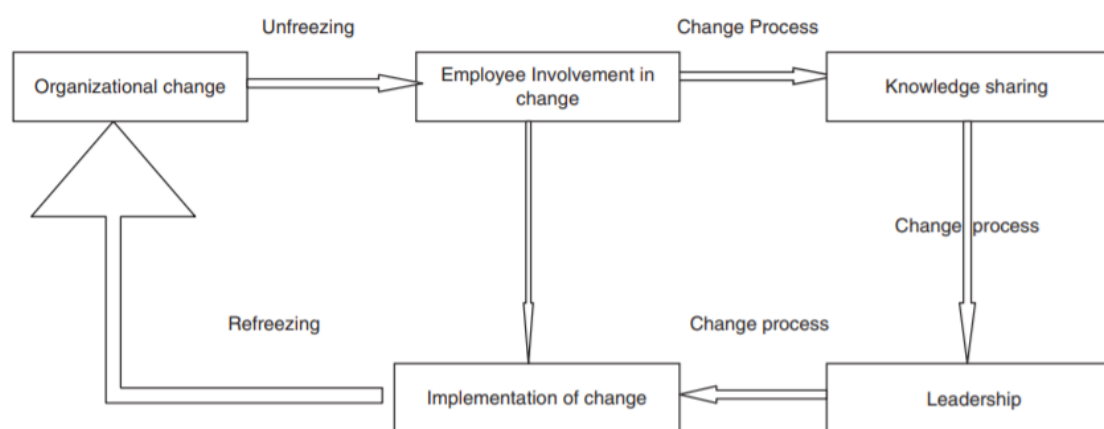 Unfreezing
Change Process
Organizational change
Employee Involvement in
change
Knowledge sharing
Change process
Refreezing
Change process
Implementation of change
Leadership